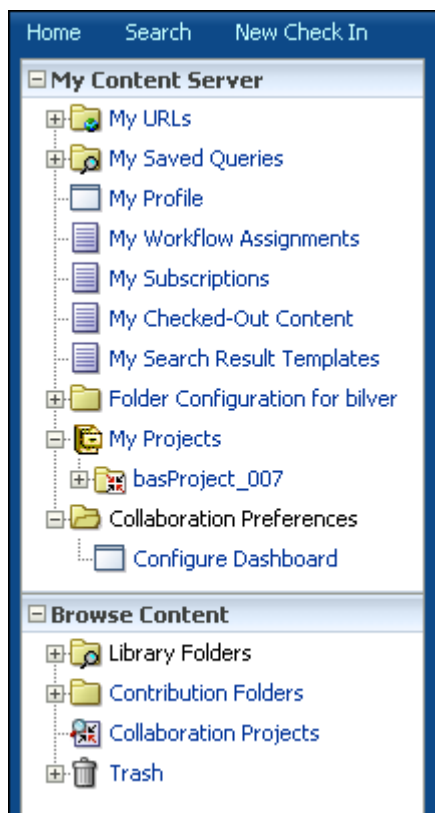 Home Search New Check In
My Content Server
My URLs
My Saved Queries
My Profile
My Workflow Assignments
My Subscriptions
My Checked-Out Content
My Search Result Templates
Folder Configuration for bilver
My Projects
basProject_007
Collaboration Preferences
Configure Dashboard
Browse Content
Library Folders
Contribution Folders
Collaboration Projects
Trash